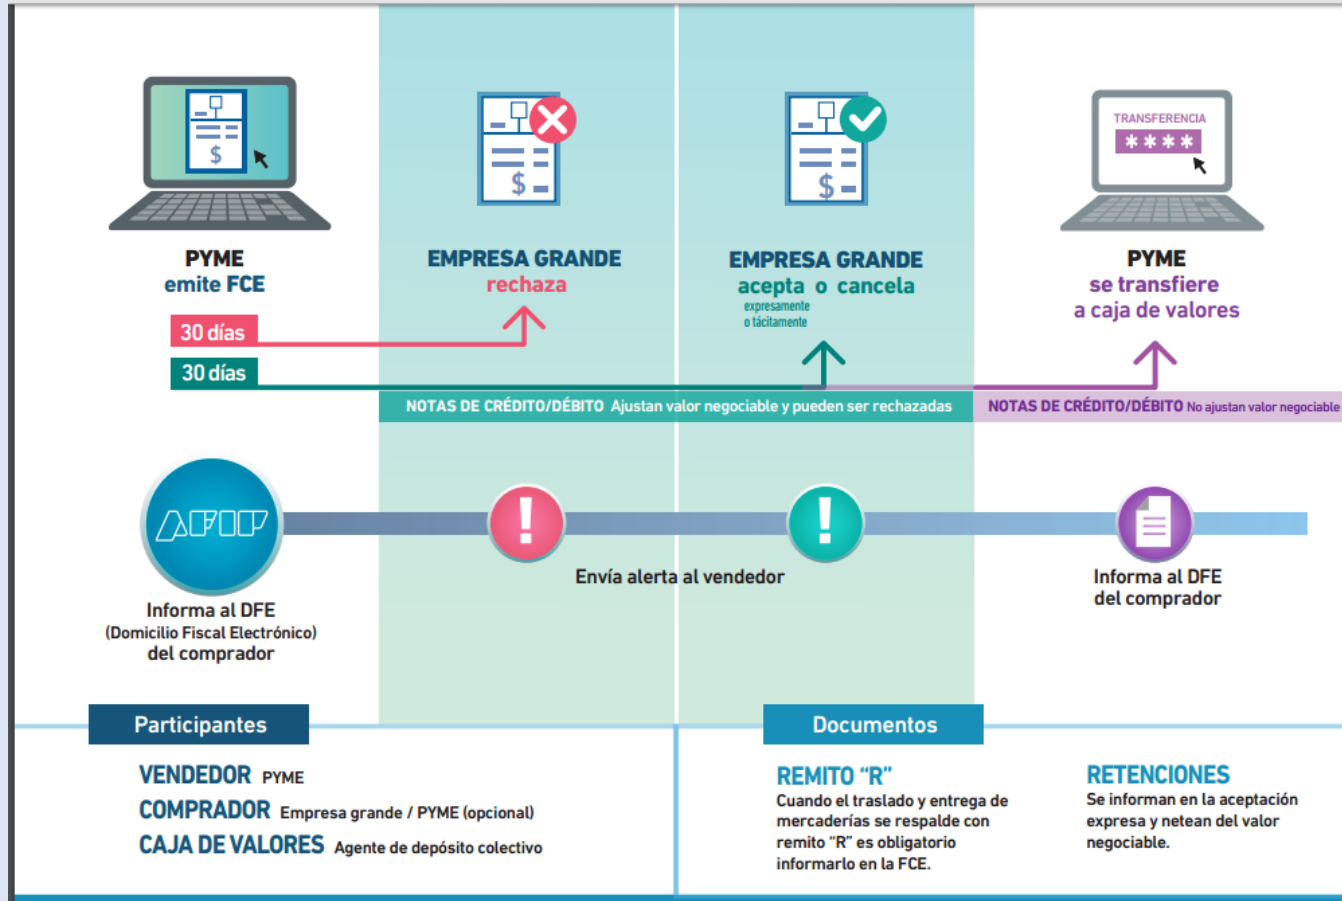 TRANSFERENCIA
****
$
$
$
PYME
emite FCE
EMPRESA GRANDE
rechaza
EMPRESA GRANDE
acepta o cancela
expresamente
o tácitamente
PYME
se transfiere
a caja de valores
30 días
30 días
NOTAS DE CRÉDITO/DÉBITO Ajustan valor negociable y pueden ser rechazadas
NOTAS DE CRÉDITO/DÉBITO No ajustan valor negociable
AFIP
!
!
Informa al DFE
(Domicilio Fiscal Electrónico)
del comprador
Envía alerta al vendedor
Informa al DFE
del comprador
Participantes
VENDEDOR PYME
COMPRADOR Empresa grande / PYME (opcional)
CAJA DE VALORES Agente de depósito colectivo
Documentos
REMITO “R”
Cuando el traslado y entrega de
mercaderías se respalde con
remito “R” es obligatorio
informarlo en la FCE.
RETENCIONES
Se informan en la aceptación
expresa y netean del valor
negociable.